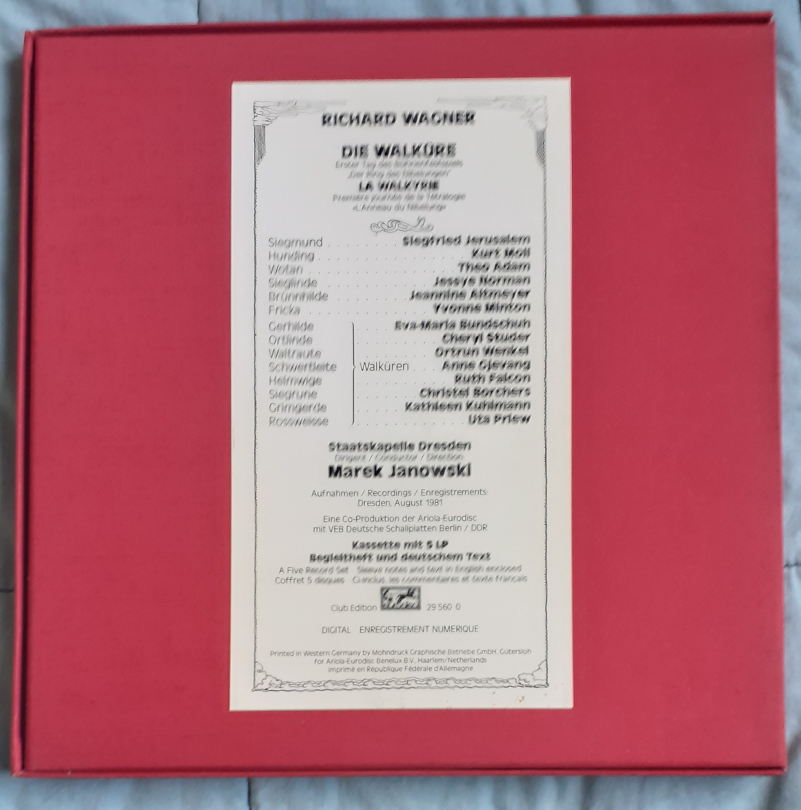 RICHARD WAGNER
DIE WALKÜRE
Erster Tag des Bühnenfestspiels
„Der Ring des Nibelungen“
LA WALKYRIE
Première journée de la Tétralogie
«L'Anneau du Nibelung»
Siegmund . . . . . . . . Siegfried Jerusalem
Hunding . . . . . . . . Kurt Moll
Wotan . . . . . . . . Theo Adam
Sieglinde . . . . . . . . Jessye Norman
Brünnhilde . . . . . . . . Jeannine Altmeyer
Fricka . . . . . . . . Yvonne Minton
Gerhilde . . . . Eva-Maria Bundschuh
Ortlinde . . . . Cheryl Studer
Waltraute . . . . Ortrun Wenkel
Schwertleite Walküren . . . . Anne Gjevang
Helmwige . . . . Ruth Falcon
Siegrune . . . . Christel Borchers
Grimgerde . . . . Kathleen Kuhlmann
Rossweisse . . . . Uta Priew
Staatskapelle Dresden
Dirigent / Conductor / Direction
Marek Janowski
Aufnahmen / Recordings / Enregistrements
Dresden, August 1981
Eine Co-Produktion der Ariola-Eurodisc
mit VEB Deutsche Schallplatten Berlin / DDR
Kassette mit 5 LP
Begleitheft und deutschem Text
A Five Record Set Sleeve notes and text in English enclosed
Coffret 5 disques Ci-inclus, les commentaires et texte français
Club Edition 29 560 0
DIGITAL ENREGISTREMENT NUMERIQUE
Printed in Western Germany by Mohndruck Graphische Betriebe GmbH, Gütersloh
for Ariola-Eurodisc Benelux B.V., Haarlem/Netherlands
Imprimé en République Fédérale d'Allemagne